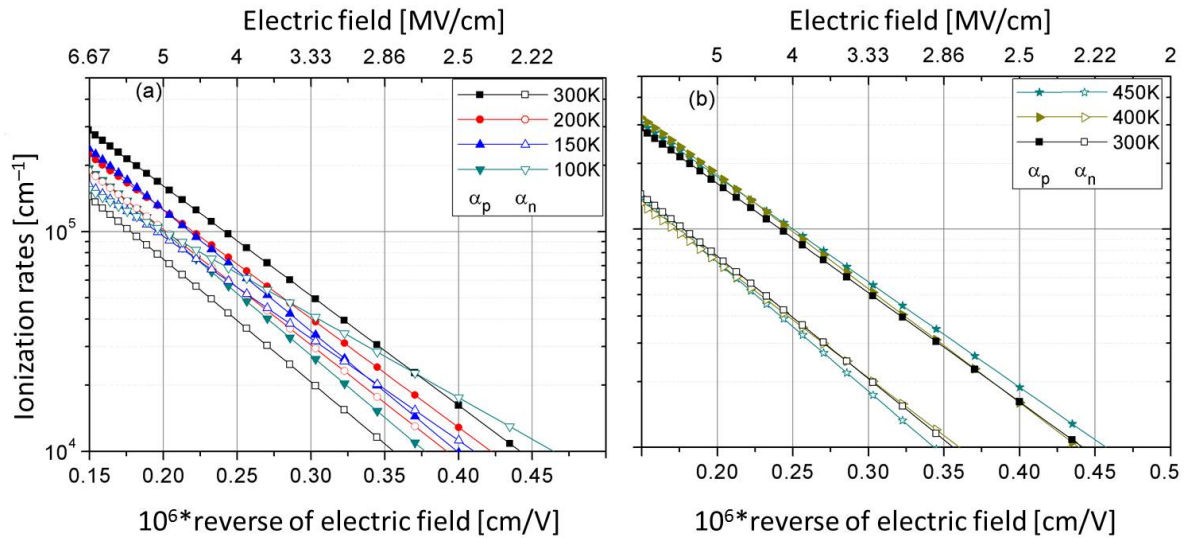 Electric field [MV/cm]
6.67 5 4 3.33 2.86 2.5 2.22
(a)
300K
200K
150K
100K
αp αn
Ionization rates [cm⁻¹]
10⁵
10⁴
0.15 0.20 0.25 0.30 0.35 0.40 0.45
10⁶*reverse of electric field [cm/V]
Electric field [MV/cm]
5 4 3.33 2.86 2.5 2.22 2
(b)
450K
400K
300K
αp αn
0.20 0.25 0.30 0.35 0.40 0.45 0.5
10⁶*reverse of electric field [cm/V]